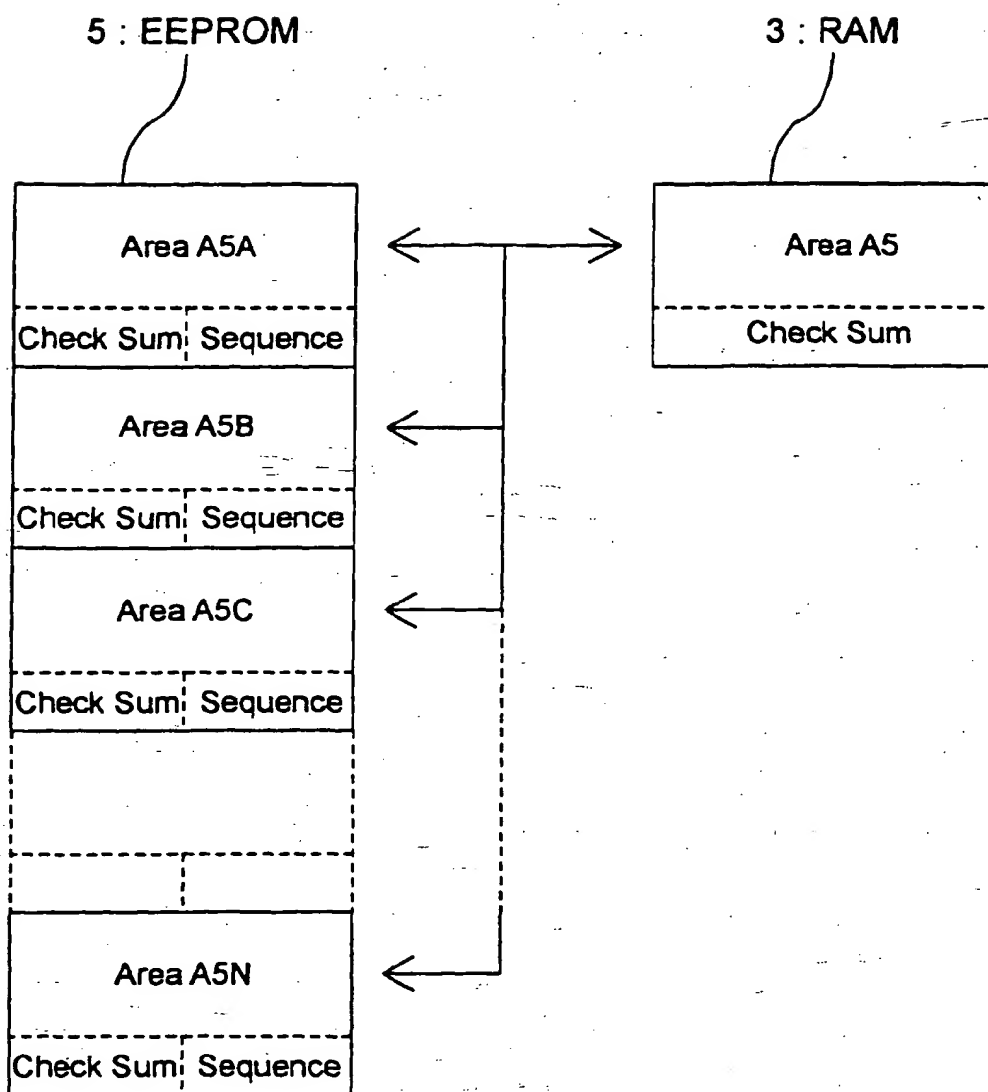 5 : EEPROM
3 : RAM
Area A5A
Check Sum Sequence
Area A5B
Check Sum Sequence
Area A5C
Check Sum Sequence
Area A5N
Check Sum Sequence
Area A5
Check Sum